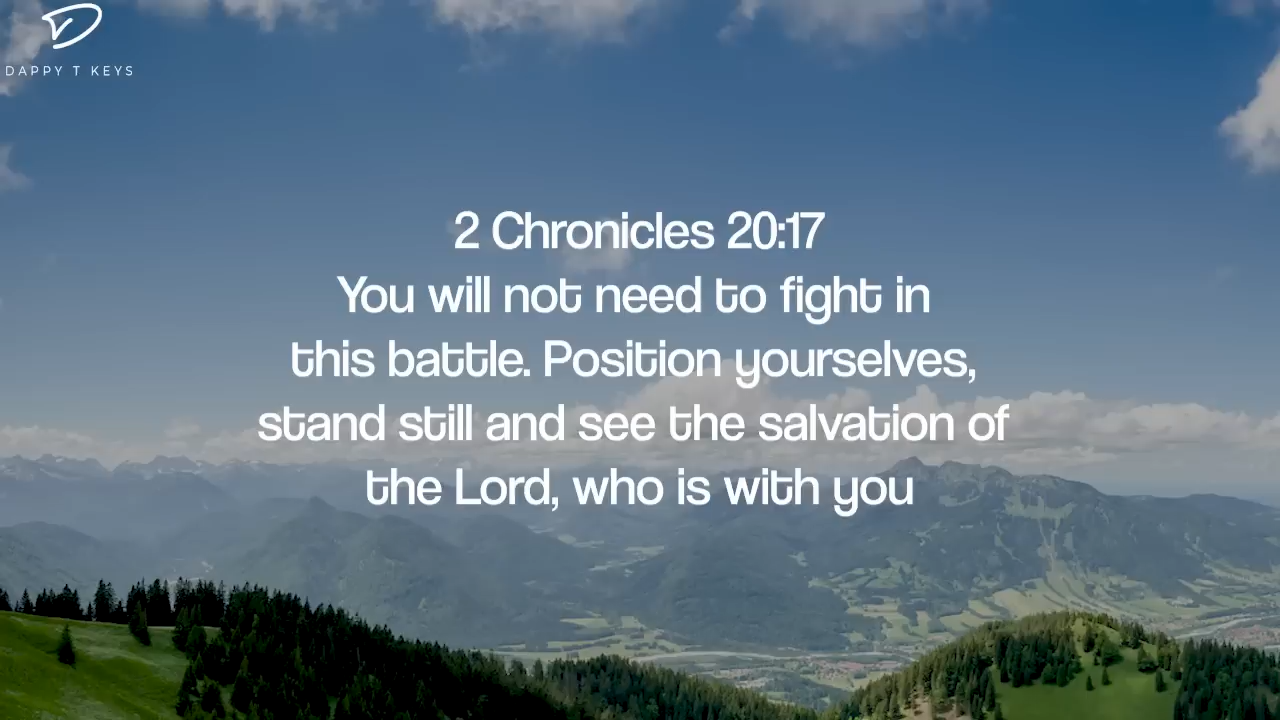 DAPPY T KEYS
2 Chronicles 20:17
You will not need to fight in
this battle. Position yourselves,
stand still and see the salvation of
the Lord, who is with you